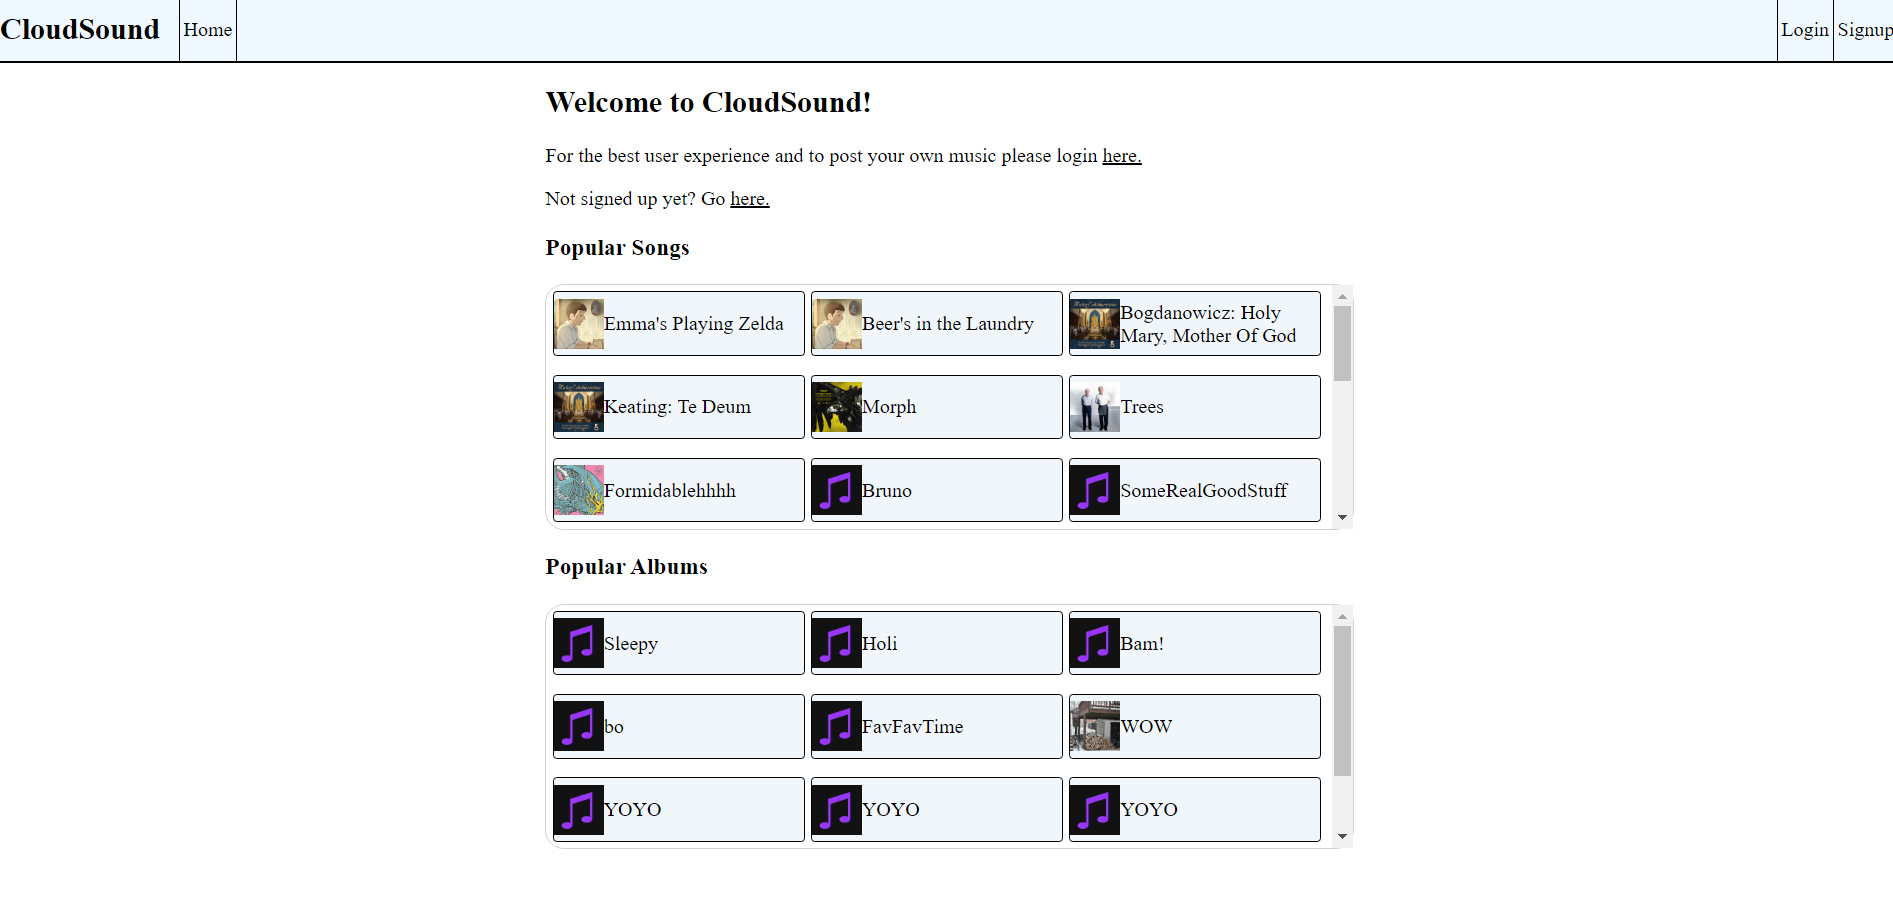 CloudSound
Home
Login
Signup
Welcome to CloudSound!
For the best user experience and to post your own music please login here.
Not signed up yet? Go here.
Popular Songs
Emma's Playing Zelda
Beer's in the Laundry
Bogdanowicz: Holy
Mary, Mother Of God
Keating: Te Deum
Morph
Trees
Formidablehhhh
Bruno
SomeRealGoodStuff
Popular Albums
Sleepy
Holi
Bam!
bo
FavFavTime
WOW
YOYO
YOYO
YOYO